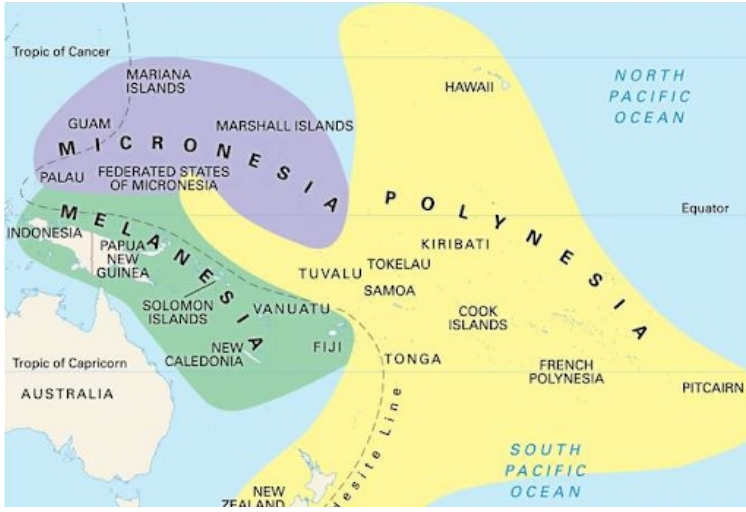 Tropic of Cancer
MARIANA
ISLANDS
HAWAII
NORTH
PACIFIC
OCEAN
GUAM
MARSHALL ISLANDS
MICRONESIA
PALAU
FEDERATED STATES
OF MICRONESIA
POLYNESIA
Equator
MELANESIA
INDONESIA
PAPUA
NEW
GUINEA
KIRIBATI
TUVALU
TOKELAU
SAMOA
SOLOMON
ISLANDS
VANUATU
COOK
ISLANDS
NEW
CALEDONIA
FIJI
TONGA
Tropic of Capricorn
FRENCH
POLYNESIA
PITCAIRN
AUSTRALIA
desite Line
SOUTH
PACIFIC
OCEAN
NEW
ZEALAND